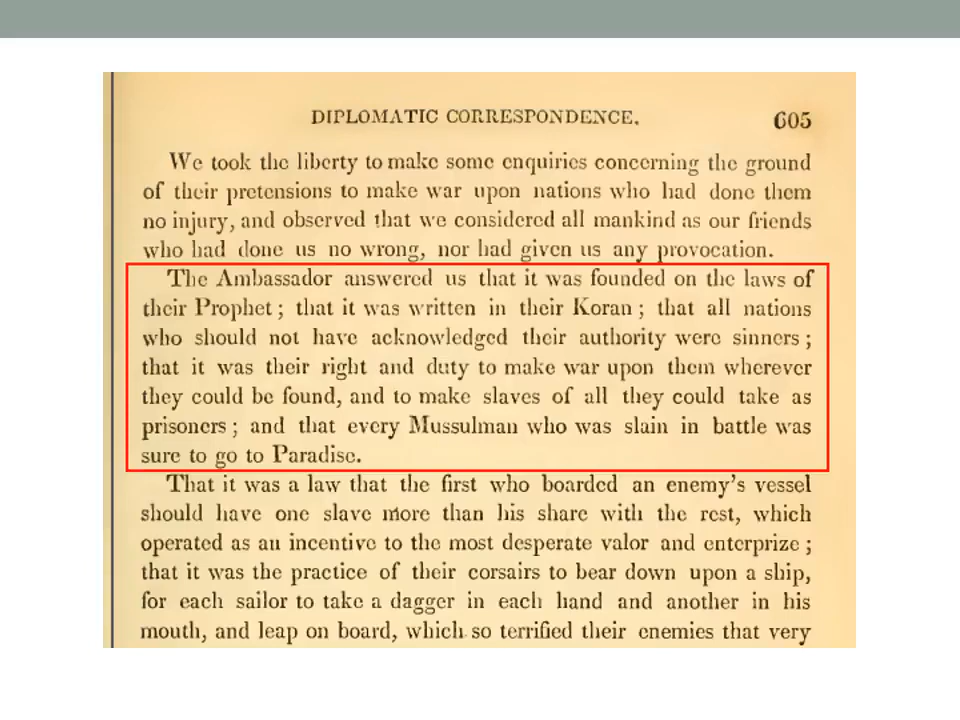 DIPLOMATIC CORRESPONDENCE. 605
We took the liberty to make some enquiries concerning the ground
of their pretensions to make war upon nations who had done them
no injury, and observed that we considered all mankind as our friends
who had done us no wrong, nor had given us any provocation.
The Ambassador answered us that it was founded on the laws of
their Prophet ; that it was written in their Koran ; that all nations
who should not have acknowledged their authority were sinners ;
that it was their right and duty to make war upon them wherever
they could be found, and to make slaves of all they could take as
prisoners ; and that every Mussulman who was slain in battle was
sure to go to Paradise.
That it was a law that the first who boarded an enemy's vessel
should have one slave more than his share with the rest, which
operated as an incentive to the most desperate valor and enterprize ;
that it was the practice of their corsairs to bear down upon a ship,
for each sailor to take a dagger in each hand and another in his
mouth, and leap on board, which so terrified their enemies that very